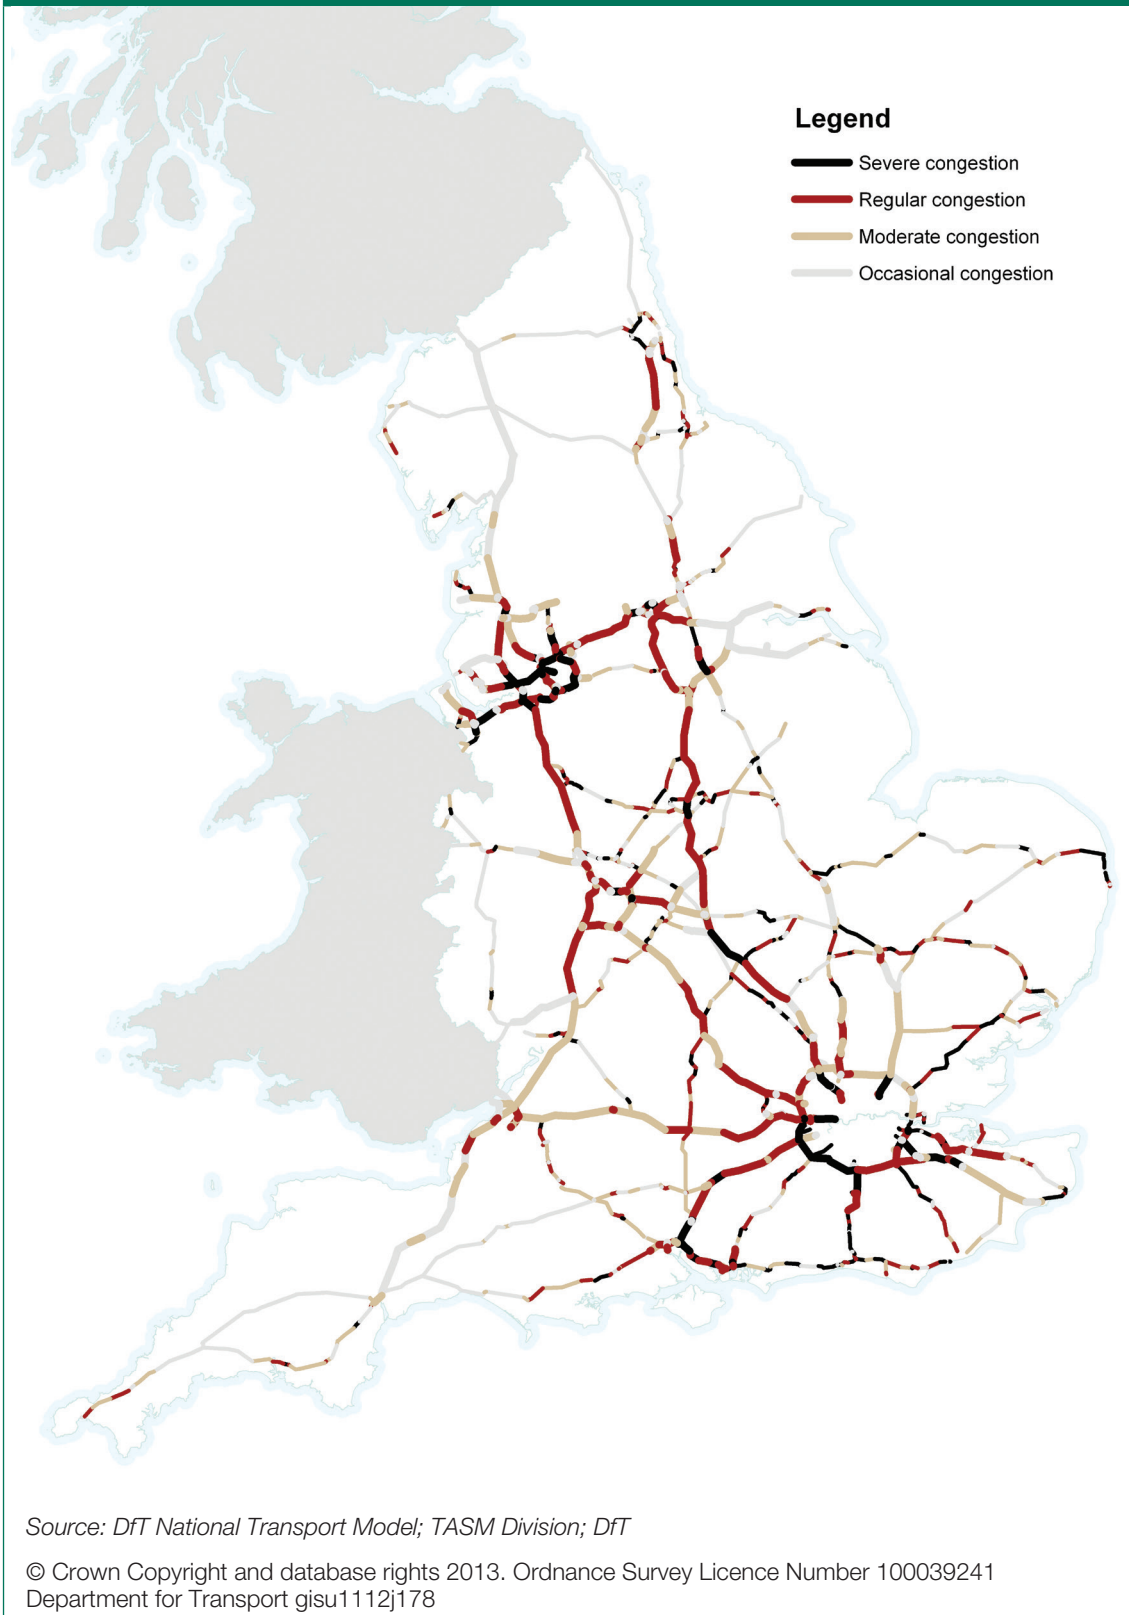 Legend
Severe congestion
Regular congestion
Moderate congestion
Occasional congestion
Source: DfT National Transport Model; TASM Division; DfT
© Crown Copyright and database rights 2013. Ordnance Survey Licence Number 100039241
Department for Transport gisu1112j178